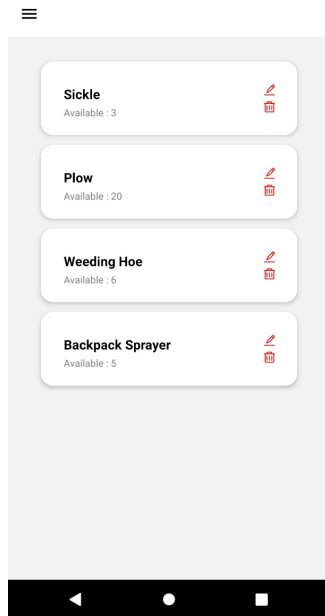 Sickle
Available : 3
Plow
Available : 20
Weeding Hoe
Available : 6
Backpack Sprayer
Available : 5